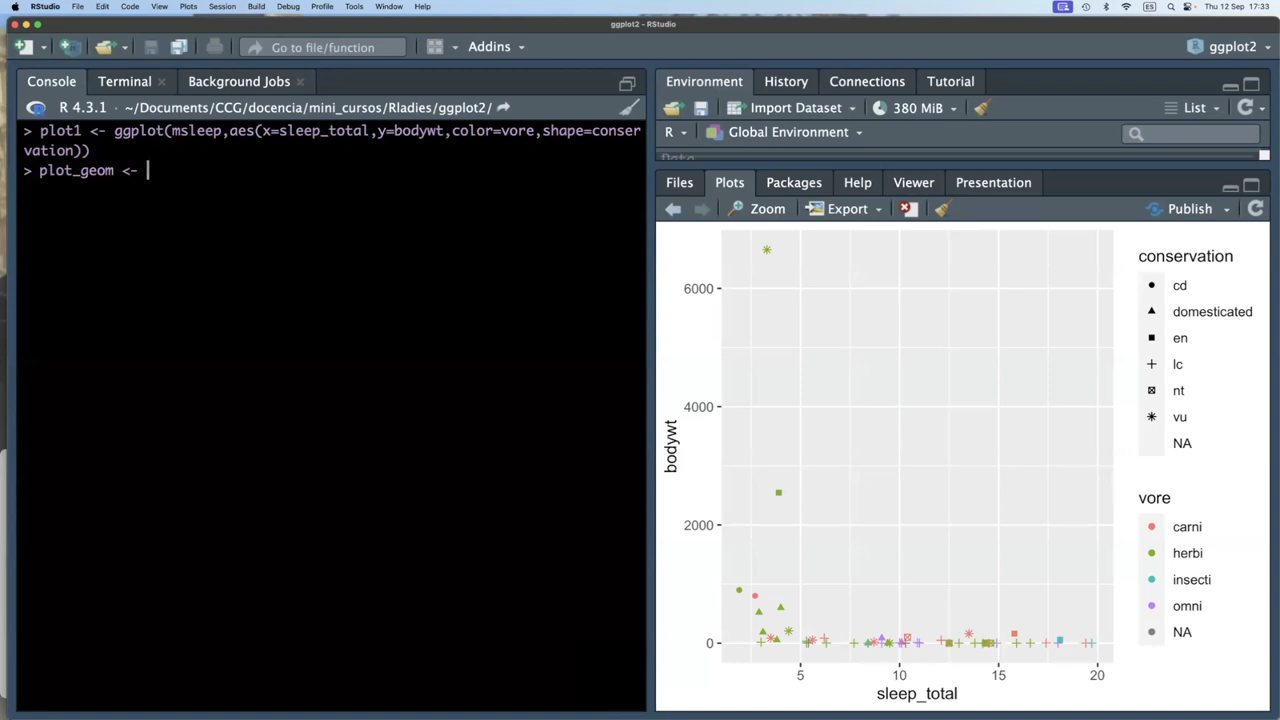 RStudio File Edit Code View Plots Session Build Debug Profile Tools Window Help ES Thu 12 Sep 17:33
ggplot2 - RStudio
Go to file/function Addins ggplot2
Console Terminal Background Jobs
R 4.3.1 · ~/Documents/CCG/docencia/mini_cursos/Rladies/ggplot2/
> plot1 <- ggplot(msleep,aes(x=sleep_total,y=bodywt,color=vore,shape=conser
vation))
> plot_geom <-
Environment History Connections Tutorial
Import Dataset 380 MiB List
R Global Environment
Data
Files Plots Packages Help Viewer Presentation
Zoom Export Publish
6000
4000
2000
0
bodywt
5 10 15 20
sleep_total
conservation
cd
domesticated
en
lc
nt
vu
NA
vore
carni
herbi
insecti
omni
NA